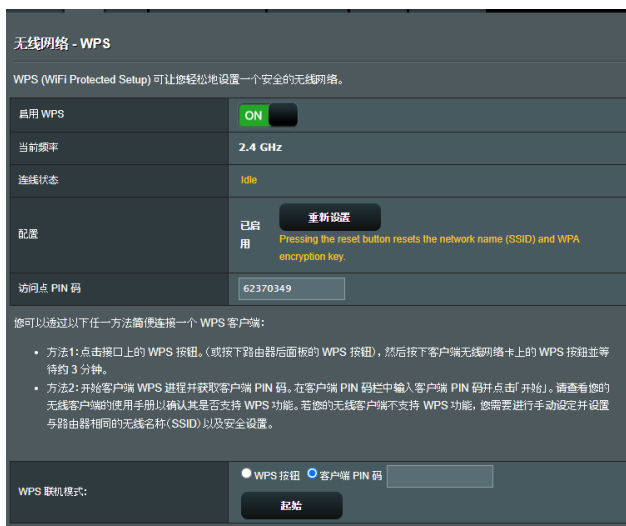 无线网络 - WPS
WPS (WiFi Protected Setup) 可让您轻松地设置一个安全的无线网络。
启用 WPS
ON
当前频率
2.4 GHz
连线状态
Idle
配置
已启用
重新设置
Pressing the reset button resets the network name (SSID) and WPA
encryption key.
访问点 PIN 码
62370349
您可以透过以下任一方法简便连接一个 WPS 客户端：
• 方法1：点击接口上的 WPS 按钮。（或按下路由器后面板的 WPS 按钮），然后按下客户端无线网络卡上的 WPS 按鈕並等
待约 3 分钟。
• 方法2：开始客户端 WPS 进程并获取客户端 PIN 码。在客户端 PIN 码栏中输入客户端 PIN 码并点击「开始」。请查看您的
无线客户端的使用手册以确认其是否支持 WPS 功能。若您的无线客户端不支持 WPS 功能，您需要进行手动设定并设置
与路由器相同的无线名称（SSID）以及安全设置。
WPS 联机模式：
WPS 按钮 客户端 PIN 码
起始